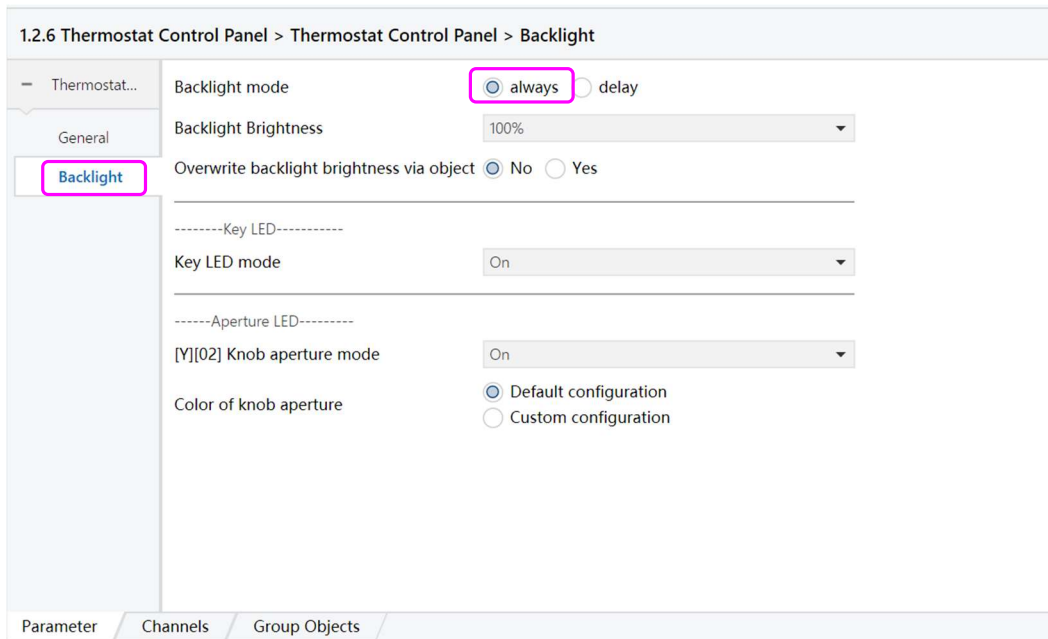 1.2.6 Thermostat Control Panel > Thermostat Control Panel > Backlight
− Thermostat...
General
Backlight
Backlight mode always delay
Backlight Brightness 100%
Overwrite backlight brightness via object No Yes
--------Key LED-----------
Key LED mode On
------Aperture LED---------
[Y][02] Knob aperture mode On
Color of knob aperture Default configuration
Custom configuration
Parameter Channels Group Objects